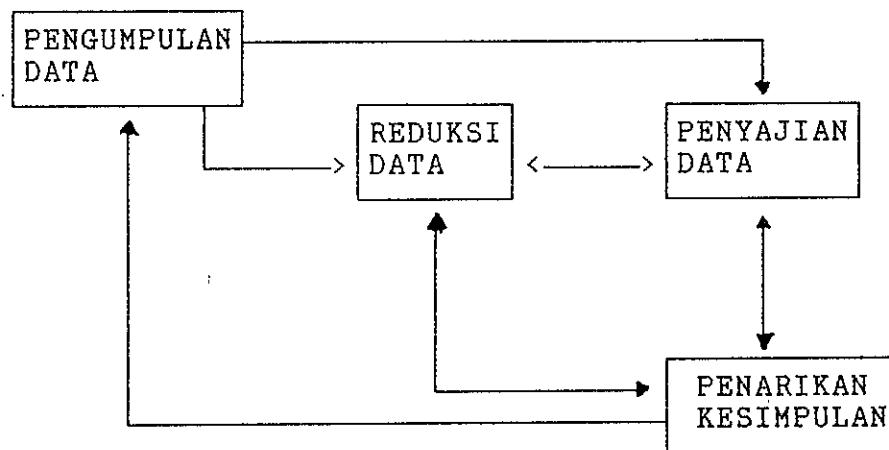 PENGUMPULAN
DATA
REDUKSI
DATA
PENYAJIAN
DATA
PENARIKAN
KESIMPULAN